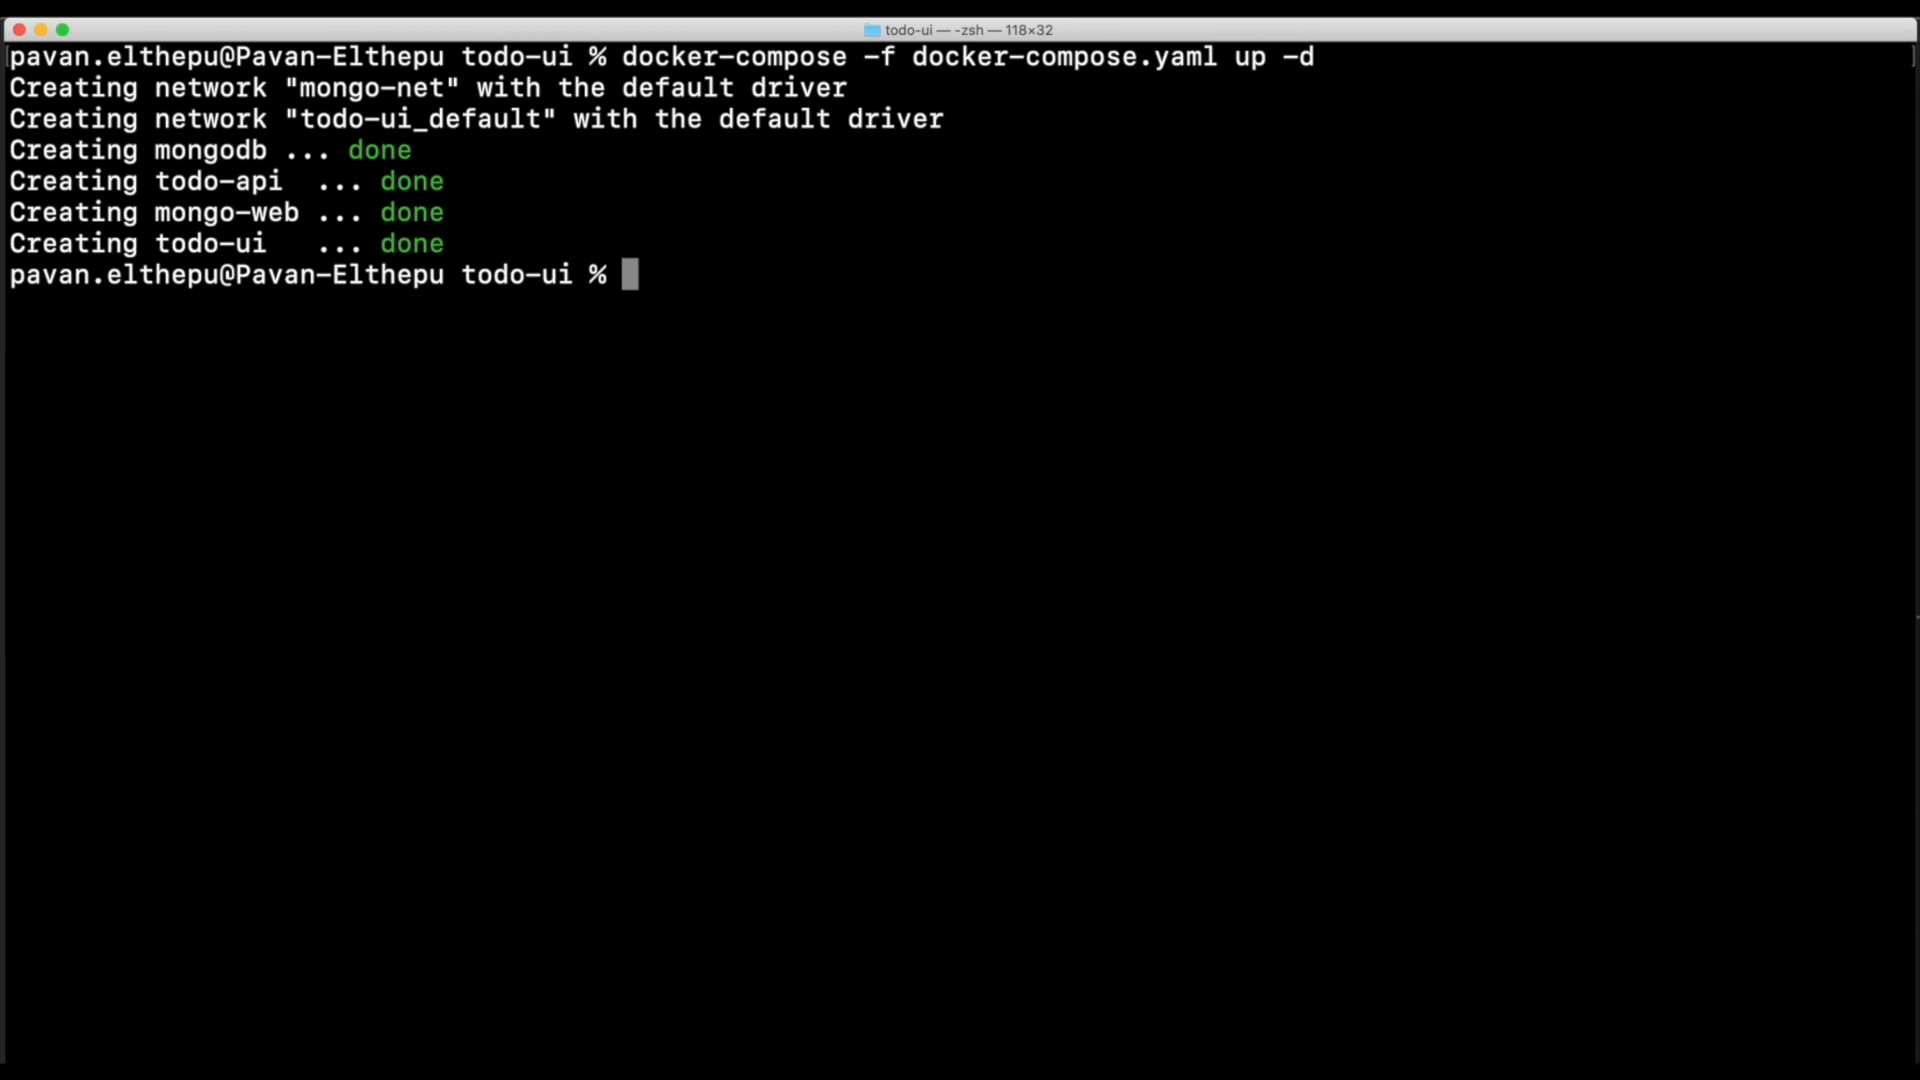 todo-ui — -zsh — 118×32
pavan.elthepu@Pavan-Elthepu todo-ui % docker-compose -f docker-compose.yaml up -d
Creating network "mongo-net" with the default driver
Creating network "todo-ui_default" with the default driver
Creating mongodb ... done
Creating todo-api  ... done
Creating mongo-web ... done
Creating todo-ui   ... done
pavan.elthepu@Pavan-Elthepu todo-ui %